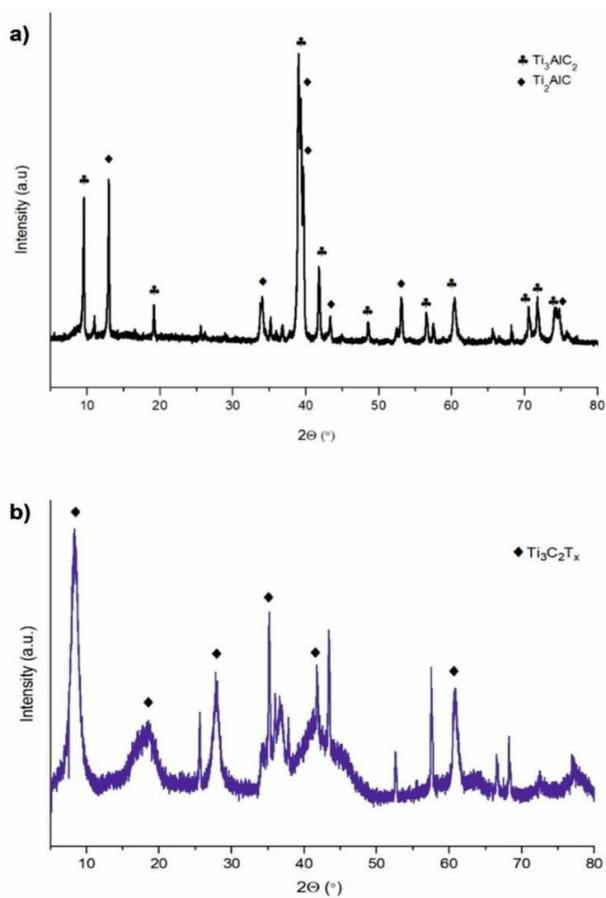 a)
♣ Ti₃AlC₂
♦ Ti₂AlC
Intensity (a.u)
10 20 30 40 50 60 70 80
2Θ (°)
b)
♦ Ti₃C₂Tₓ
Intensity (a.u.)
10 20 30 40 50 60 70 80
2Θ (°)